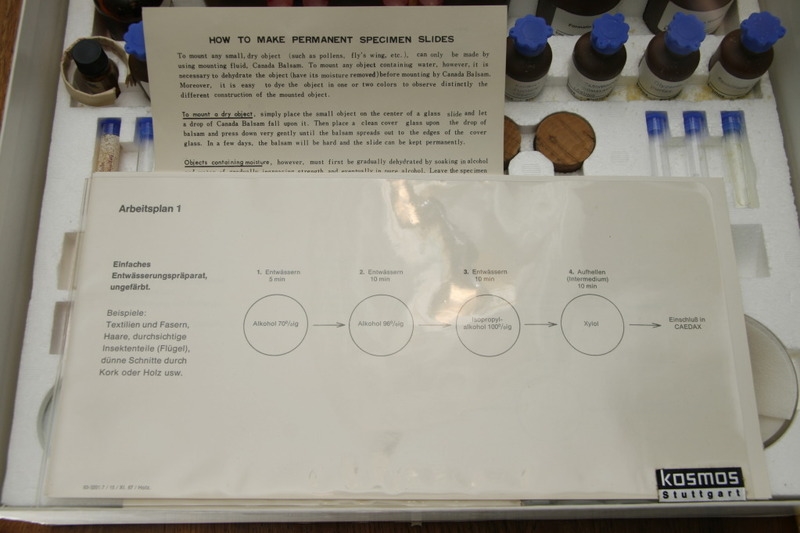 HOW TO MAKE PERMANENT SPECIMEN SLIDES
To mount any small, dry object (such as pollens, fly's wing, etc.), can only be made by
using mounting fluid, Canada Balsam. To mount any object containing water, however, it is
necessary to dehydrate the object (have its moisture removed) before mounting by Canada Balsam.
Moreover, it is easy to dye the object in one or two colors to observe distinctly the
different construction of the mounted object.
To mount a dry object, simply place the small object on the center of a glass slide and let
a drop of Canada Balsam fall upon it. Then place a clean cover glass upon the drop of
balsam and press down very gently until the balsam spreads out to the edges of the cover
glass. In a few days, the balsam will be hard and the slide can be kept permanently.
Objects containing moisture, however, must first be gradually dehydrated by soaking in alcohol
Arbeitsplan 1
Einfaches
Entwässerungspräparat,
ungefärbt.
Beispiele:
Textilien und Fasern,
Haare, durchsichtige
Insektenteile (Flügel),
dünne Schnitte durch
Kork oder Holz usw.
1. Entwässern
5 min
Alkohol 70%ig
2. Entwässern
10 min
Alkohol 96%ig
3. Entwässern
10 min
Isopropyl-
alkohol 100%ig
4. Aufhellen
(Intermedium)
10 min
Xylol
Einschluß in
CAEDAX
kosmos
Stuttgart